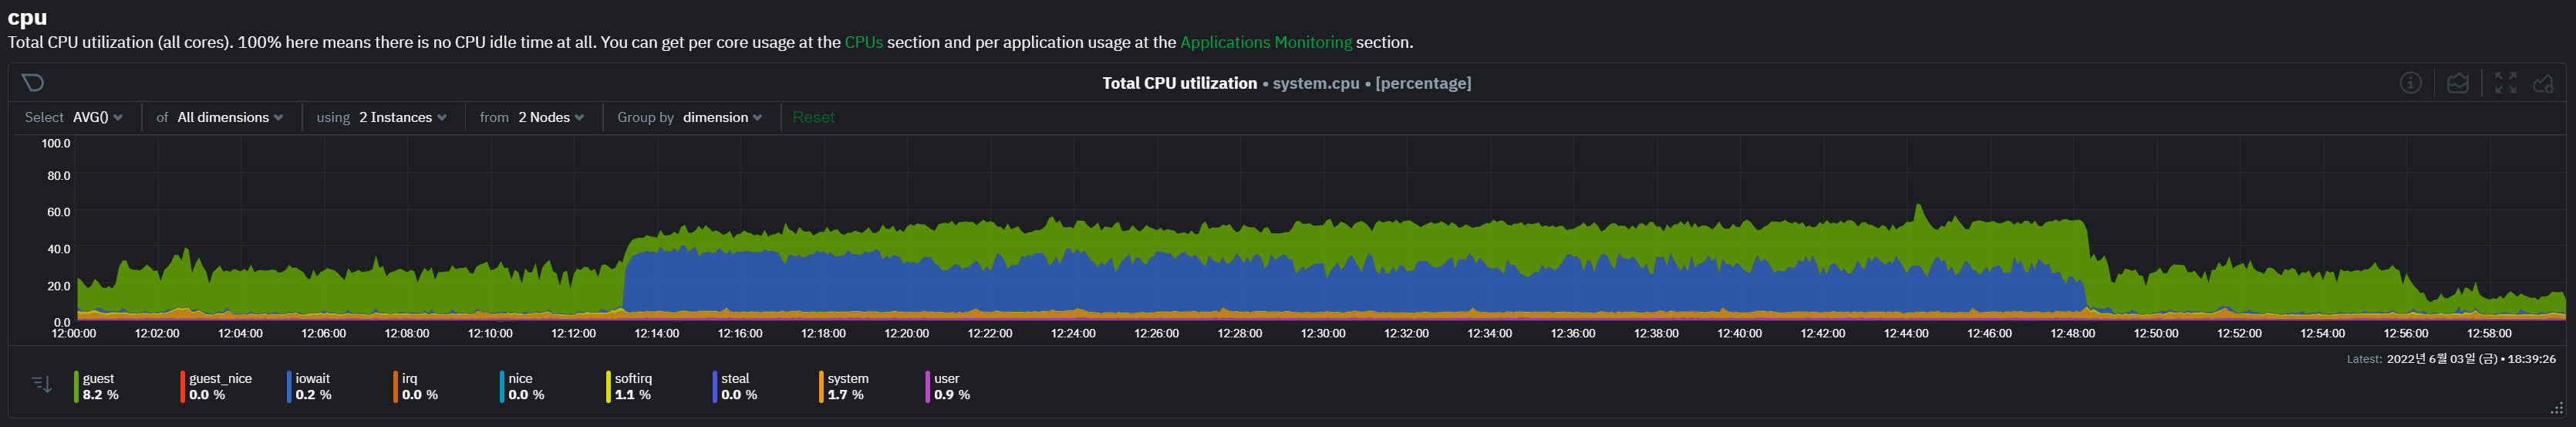 cpu
Total CPU utilization (all cores). 100% here means there is no CPU idle time at all. You can get per core usage at the CPUs section and per application usage at the Applications Monitoring section.
Total CPU utilization • system.cpu • [percentage]
Select AVG() of All dimensions using 2 Instances from 2 Nodes Group by dimension Reset
100.0
80.0
60.0
40.0
20.0
0.0
12:00:00 12:02:00 12:04:00 12:06:00 12:08:00 12:10:00 12:12:00 12:14:00 12:16:00 12:18:00 12:20:00 12:22:00 12:24:00 12:26:00 12:28:00 12:30:00 12:32:00 12:34:00 12:36:00 12:38:00 12:40:00 12:42:00 12:44:00 12:46:00 12:48:00 12:50:00 12:52:00 12:54:00 12:56:00 12:58:00
Latest: 2022년 6월 03일 (금) • 18:39:26
guest guest_nice iowait irq nice softirq steal system user
8.2 % 0.0 % 0.2 % 0.0 % 0.0 % 1.1 % 0.0 % 1.7 % 0.9 %